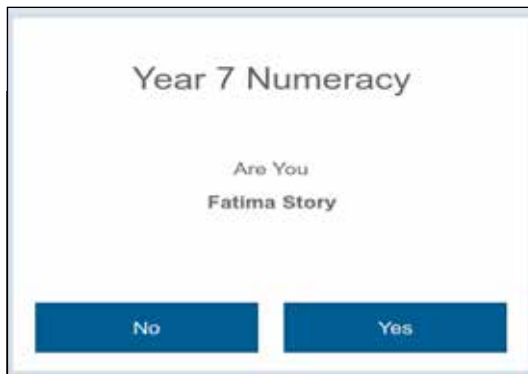 Year 7 Numeracy
Are You
Fatima Story
No
Yes